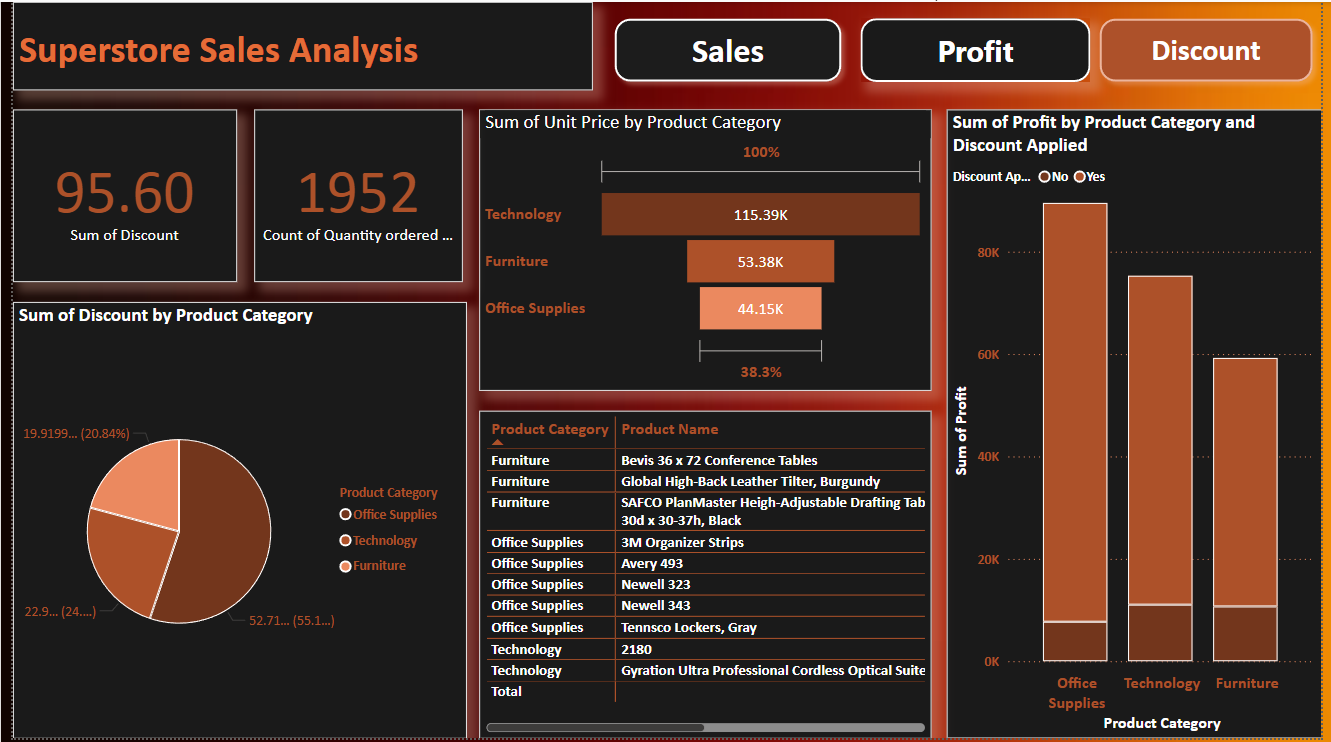 Superstore Sales Analysis
Sales
Profit
Discount
95.60
Sum of Discount
1952
Count of Quantity ordered ...
Sum of Unit Price by Product Category
100%
Technology
115.39K
Furniture
53.38K
Office Supplies
44.15K
38.3%
Sum of Profit by Product Category and
Discount Applied
Discount Ap... No Yes
80K
60K
40K
20K
0K
Sum of Profit
Office
Supplies
Technology
Furniture
Product Category
Sum of Discount by Product Category
19.9199... (20.84%)
22.9... (24....)
52.71... (55.1...)
Product Category
Office Supplies
Technology
Furniture
Product Category Product Name
Furniture Bevis 36 x 72 Conference Tables
Furniture Global High-Back Leather Tilter, Burgundy
Furniture SAFCO PlanMaster Heigh-Adjustable Drafting Tab
30d x 30-37h, Black
Office Supplies 3M Organizer Strips
Office Supplies Avery 493
Office Supplies Newell 323
Office Supplies Newell 343
Office Supplies Tennsco Lockers, Gray
Technology 2180
Technology Gyration Ultra Professional Cordless Optical Suite
Total